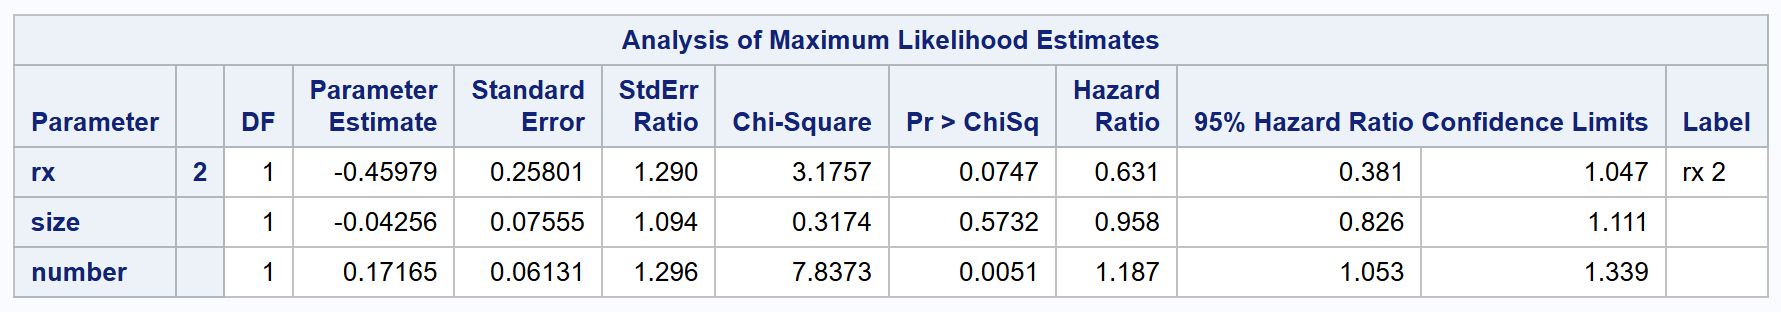 Analysis of Maximum Likelihood Estimates
Parameter DF Parameter Estimate Standard Error StdErr Ratio Chi-Square Pr > ChiSq Hazard Ratio 95% Hazard Ratio Confidence Limits Label
rx 2 1 -0.45979 0.25801 1.290 3.1757 0.0747 0.631 0.381 1.047 rx 2
size 1 -0.04256 0.07555 1.094 0.3174 0.5732 0.958 0.826 1.111
number 1 0.17165 0.06131 1.296 7.8373 0.0051 1.187 1.053 1.339